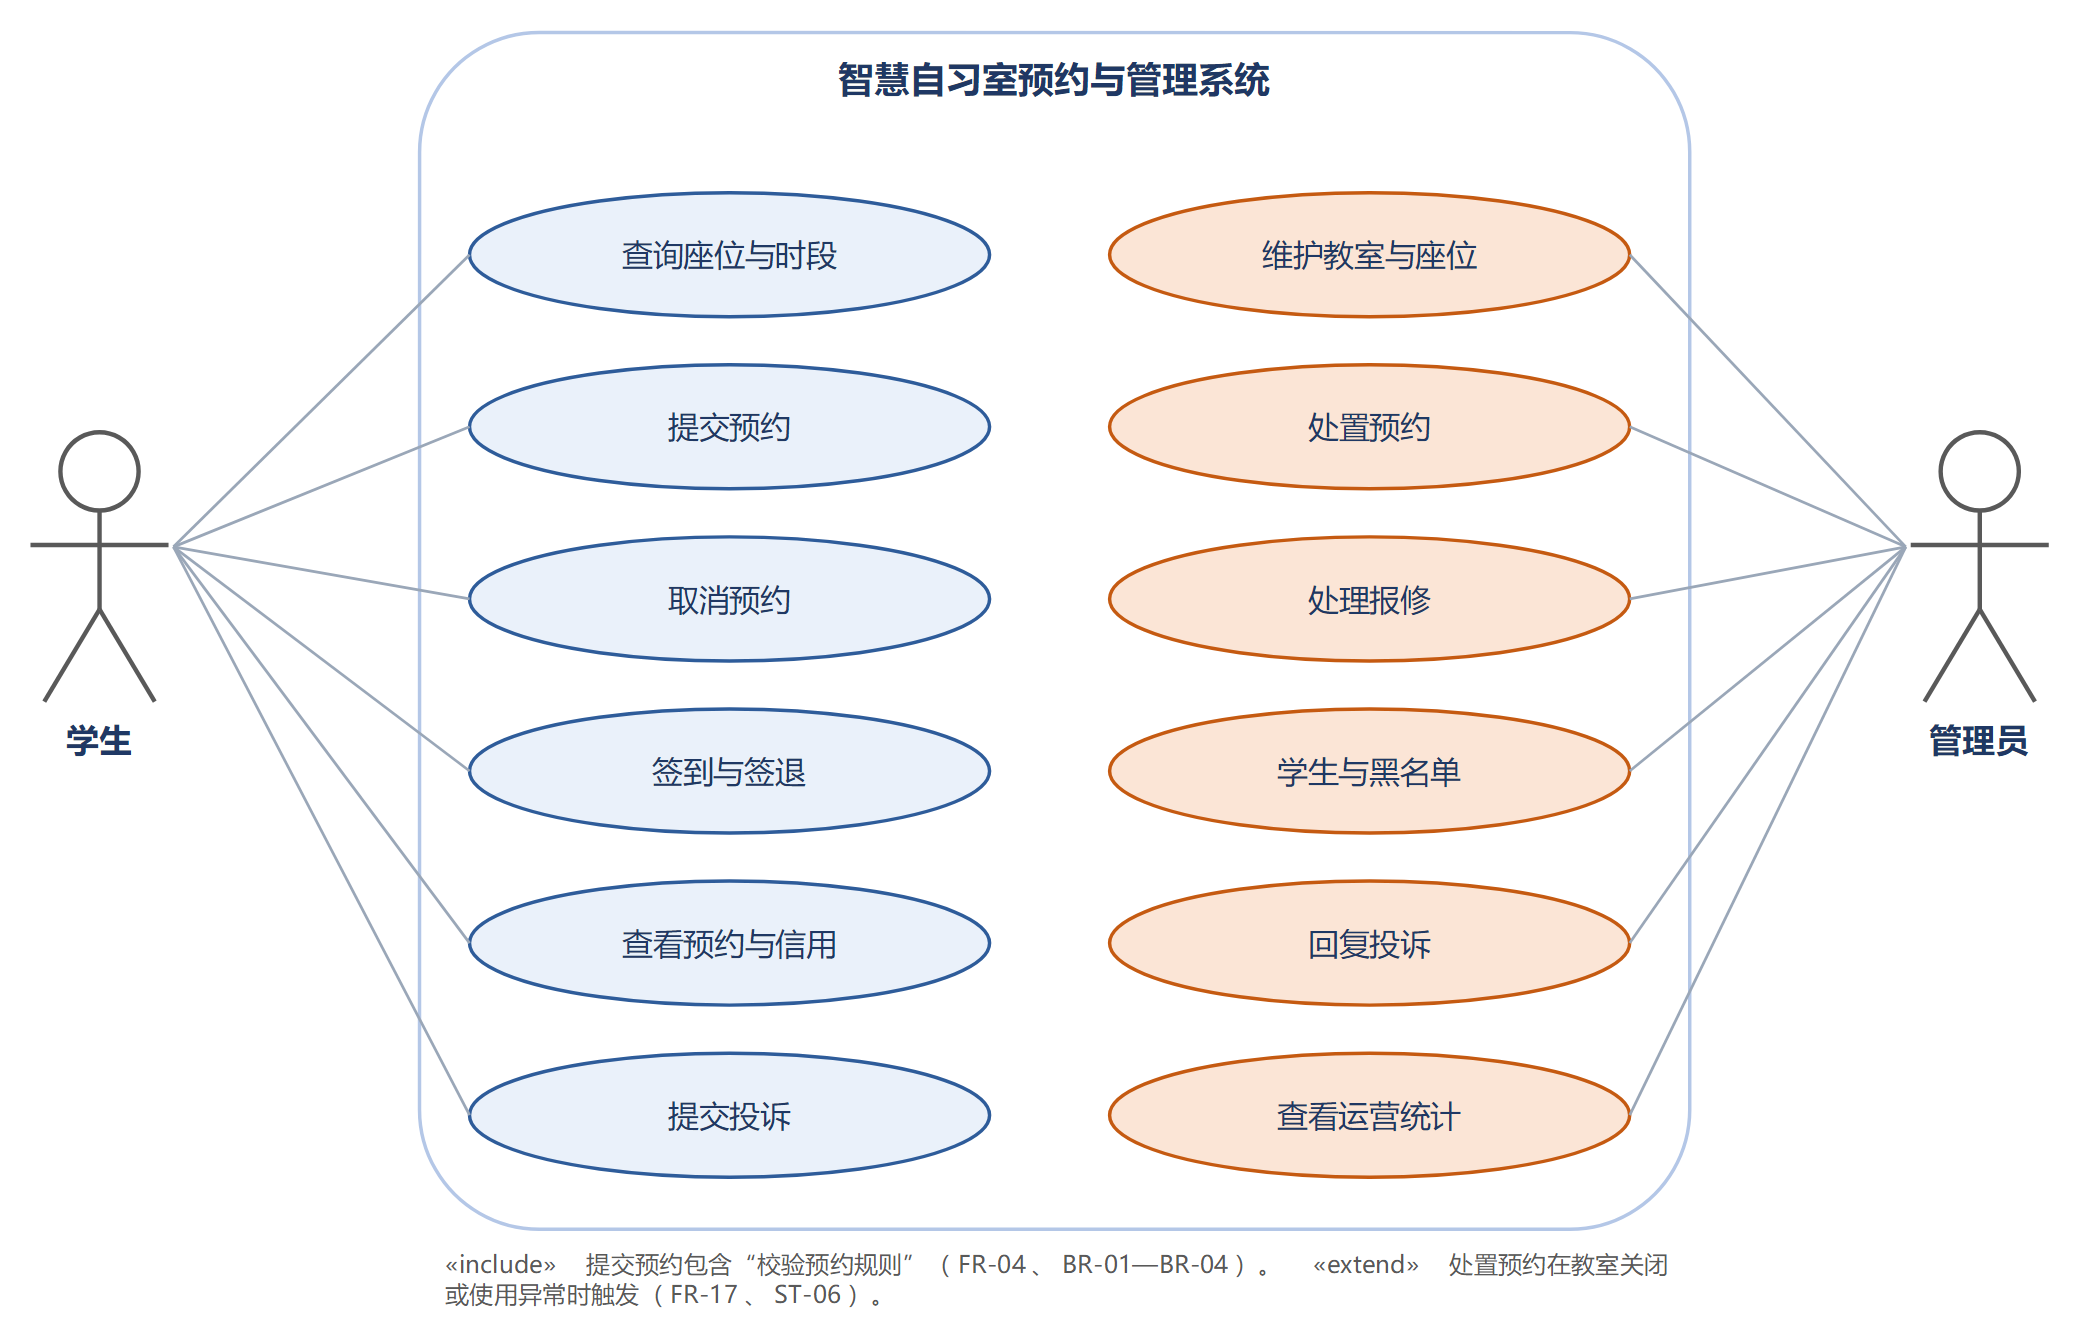 智慧自习室预约与管理系统
查询座位与时段
维护教室与座位
提交预约
处置预约
取消预约
处理报修
签到与签退
学生与黑名单
学生
管理员
查看预约与信用
回复投诉
提交投诉
查看运营统计
«include» 提交预约包含“校验预约规则”（FR-04、BR-01—BR-04）。 «extend» 处置预约在教室关闭
或使用异常时触发（FR-17、ST-06）。